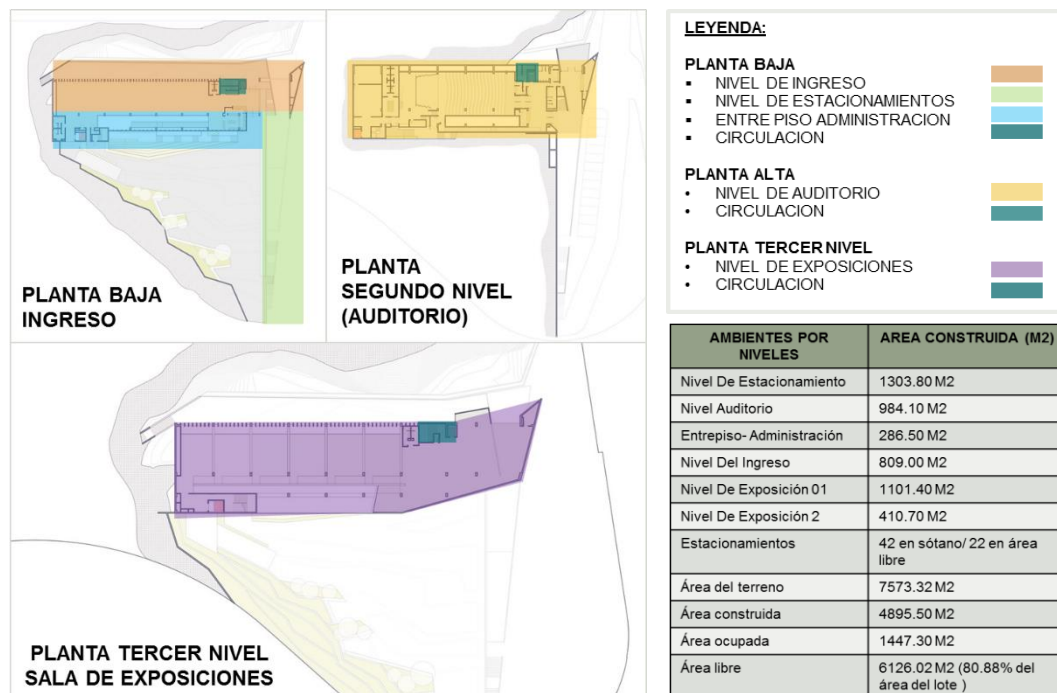 PLANTA BAJA
INGRESO
PLANTA
SEGUNDO NIVEL
(AUDITORIO)
PLANTA TERCER NIVEL
SALA DE EXPOSICIONES
LEYENDA:
PLANTA BAJA
▪ NIVEL DE INGRESO
▪ NIVEL DE ESTACIONAMIENTOS
▪ ENTRE PISO ADMINISTRACION
▪ CIRCULACION
PLANTA ALTA
• NIVEL DE AUDITORIO
• CIRCULACION
PLANTA TERCER NIVEL
• NIVEL DE EXPOSICIONES
• CIRCULACION
AMBIENTES POR NIVELES AREA CONSTRUIDA (M2)
Nivel De Estacionamiento 1303.80 M2
Nivel Auditorio 984.10 M2
Entrepiso- Administración 286.50 M2
Nivel Del Ingreso 809.00 M2
Nivel De Exposición 01 1101.40 M2
Nivel De Exposición 2 410.70 M2
Estacionamientos 42 en sótano/ 22 en área libre
Área del terreno 7573.32 M2
Área construida 4895.50 M2
Área ocupada 1447.30 M2
Área libre 6126.02 M2 (80.88% del área del lote )